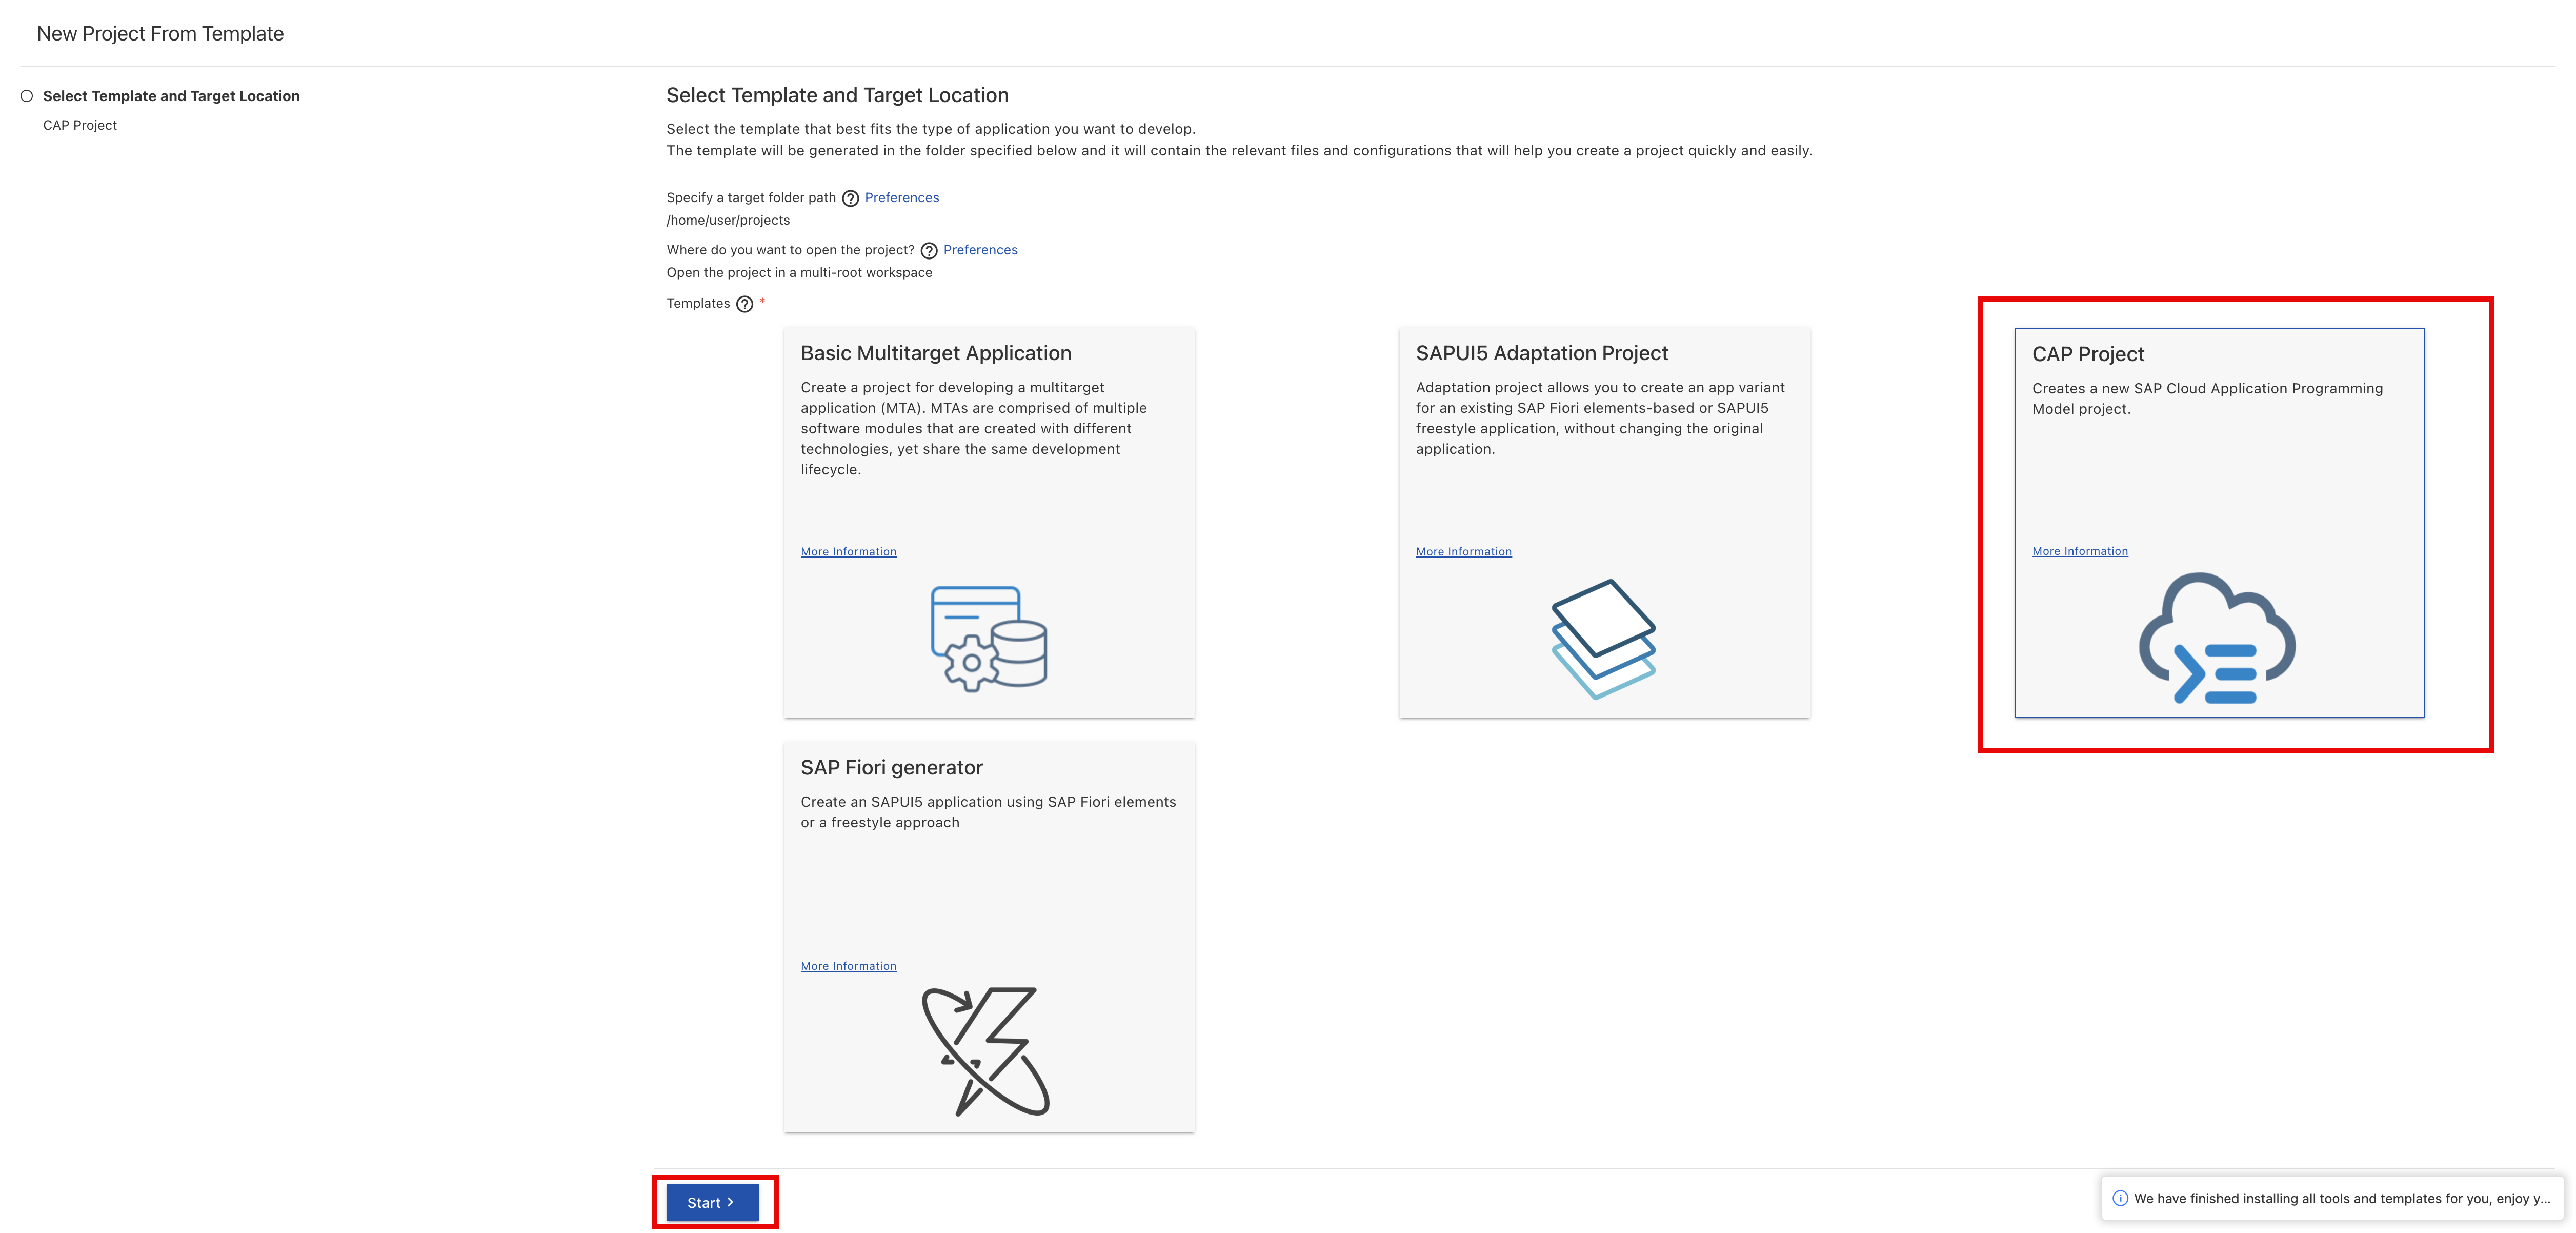 New Project From Template
Select Template and Target Location
CAP Project
Select Template and Target Location
Select the template that best fits the type of application you want to develop.
The template will be generated in the folder specified below and it will contain the relevant files and configurations that will help you create a project quickly and easily.
Specify a target folder path ? Preferences
/home/user/projects
Where do you want to open the project? ? Preferences
Open the project in a multi-root workspace
Templates ? *
Basic Multitarget Application
Create a project for developing a multitarget
application (MTA). MTAs are comprised of multiple
software modules that are created with different
technologies, yet share the same development
lifecycle.
More Information
SAPUI5 Adaptation Project
Adaptation project allows you to create an app variant
for an existing SAP Fiori elements-based or SAPUI5
freestyle application, without changing the original
application.
More Information
CAP Project
Creates a new SAP Cloud Application Programming
Model project.
More Information
SAP Fiori generator
Create an SAPUI5 application using SAP Fiori elements
or a freestyle approach
More Information
Start >
We have finished installing all tools and templates for you, enjoy y...